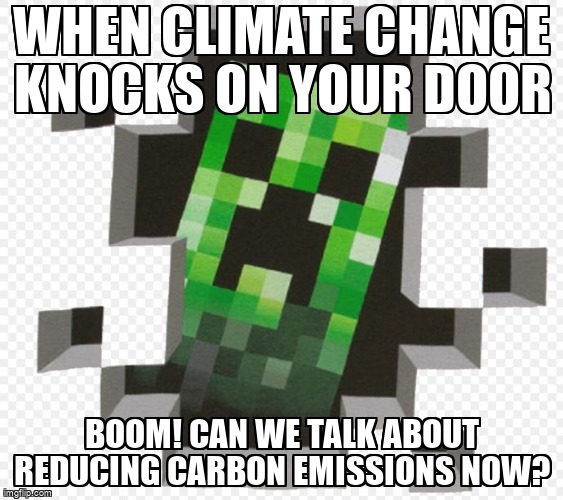 WHEN CLIMATE CHANGE
KNOCKS ON YOUR DOOR
BOOM! CAN WE TALK ABOUT
REDUCING CARBON EMISSIONS NOW?
imgflip.com